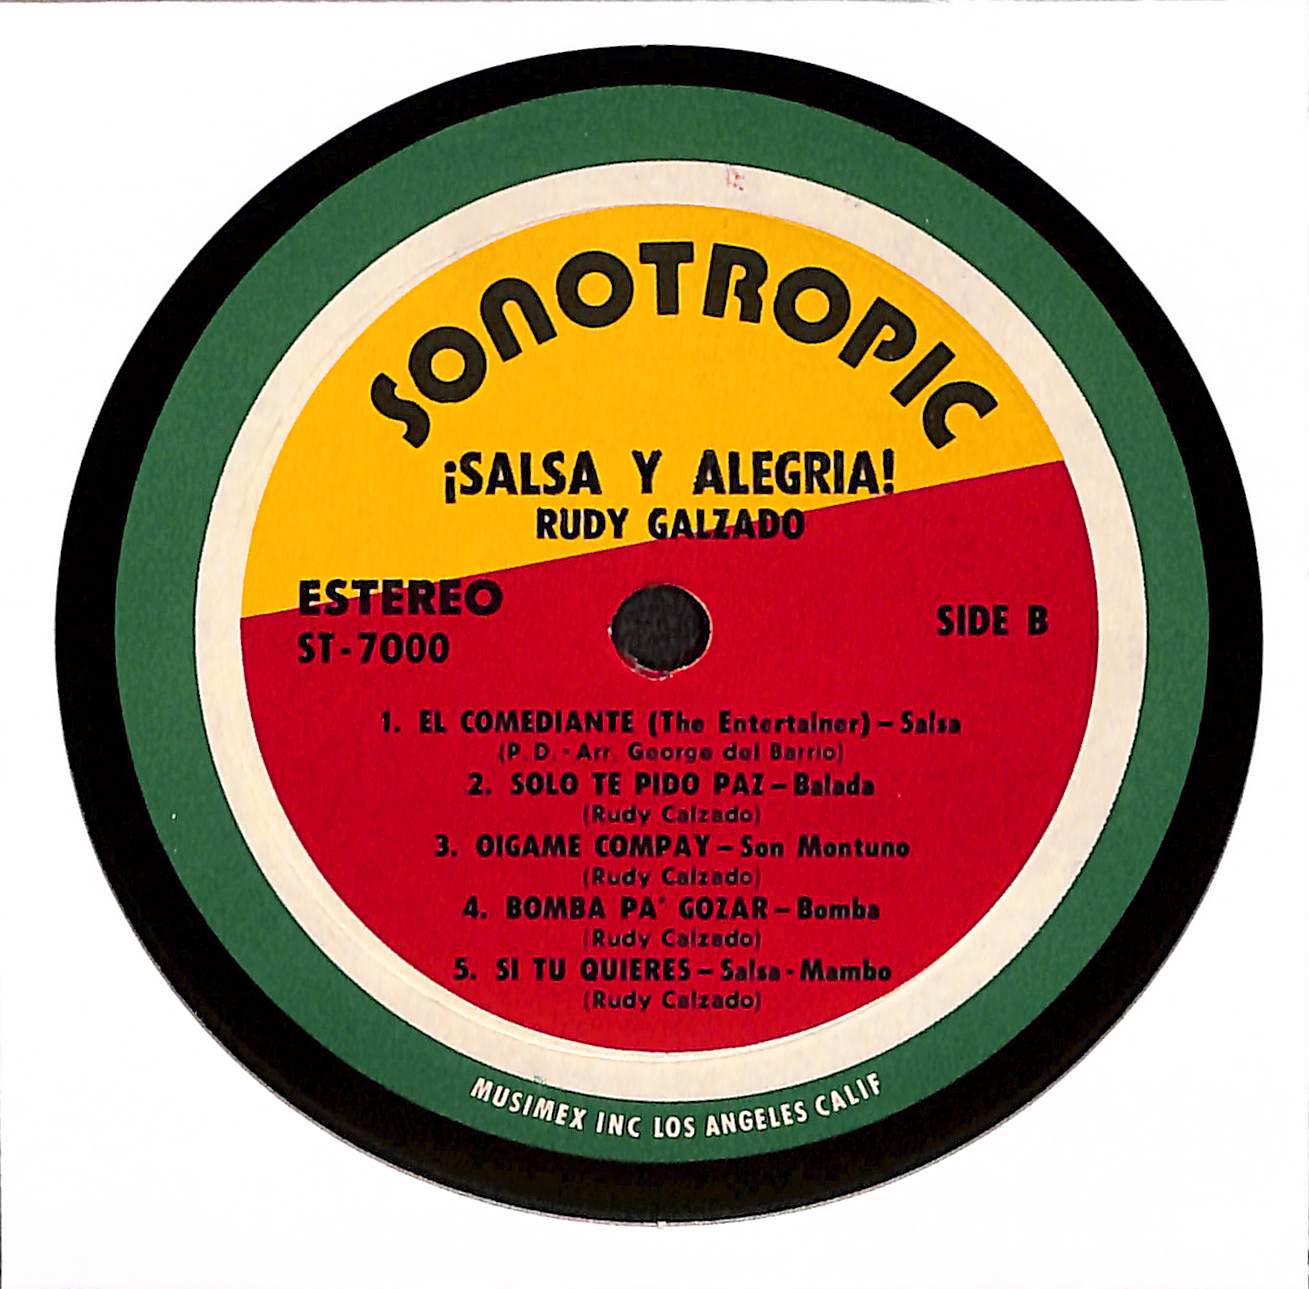 SONOTROPIC
¡SALSA Y ALEGRIA!
RUDY GALZADO
ESTEREO
ST-7000
SIDE B
1. EL COMEDIANTE (The Entertainer) – Salsa
(P. D. - Arr. George del Barrio)
2. SOLO TE PIDO PAZ – Balada
(Rudy Calzado)
3. OIGAME COMPAY – Son Montuno
(Rudy Calzado)
4. BOMBA PA' GOZAR – Bomba
(Rudy Calzado)
5. SI TU QUIERES – Salsa - Mambo
(Rudy Calzado)
MUSIMEX INC LOS ANGELES CALIF